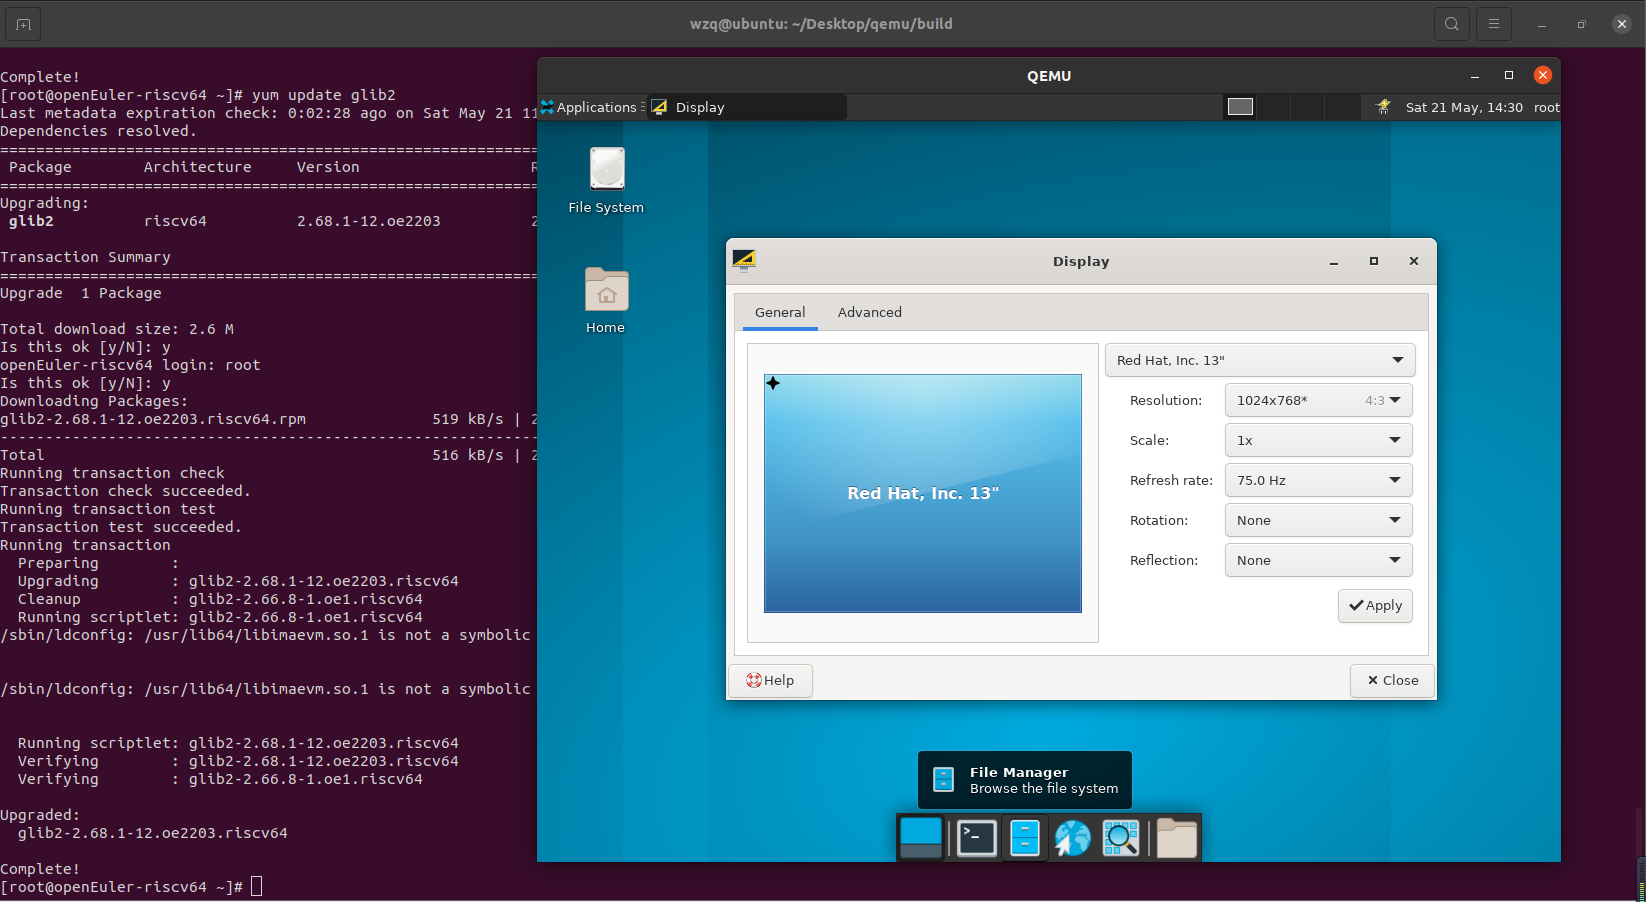 wzq@ubuntu: ~/Desktop/qemu/build
Complete!
[root@openEuler-riscv64 ~]# yum update glib2
Last metadata expiration check: 0:02:28 ago on Sat May 21 11
Dependencies resolved.
================================================================
Package Architecture Version R
================================================================
Upgrading:
glib2 riscv64 2.68.1-12.oe2203 2
Transaction Summary
================================================================
Upgrade 1 Package
Total download size: 2.6 M
Is this ok [y/N]: y
openEuler-riscv64 login: root
Is this ok [y/N]: y
Downloading Packages:
glib2-2.68.1-12.oe2203.riscv64.rpm 519 kB/s | 2
----------------------------------------------------------------
Total 516 kB/s | 2
Running transaction check
Transaction check succeeded.
Running transaction test
Transaction test succeeded.
Running transaction
Preparing :
Upgrading : glib2-2.68.1-12.oe2203.riscv64
Cleanup : glib2-2.66.8-1.oe1.riscv64
Running scriptlet: glib2-2.66.8-1.oe1.riscv64
/sbin/ldconfig: /usr/lib64/libimaevm.so.1 is not a symbolic
/sbin/ldconfig: /usr/lib64/libimaevm.so.1 is not a symbolic
Running scriptlet: glib2-2.68.1-12.oe2203.riscv64
Verifying : glib2-2.68.1-12.oe2203.riscv64
Verifying : glib2-2.66.8-1.oe1.riscv64
Upgraded:
glib2-2.68.1-12.oe2203.riscv64
Complete!
[root@openEuler-riscv64 ~]#
QEMU
Applications Display Sat 21 May, 14:30 root
File System
Home
Display
General Advanced
Red Hat, Inc. 13"
Red Hat, Inc. 13"
Resolution: 1024x768* 4:3
Scale: 1x
Refresh rate: 75.0 Hz
Rotation: None
Reflection: None
Apply
Help Close
File Manager
Browse the file system